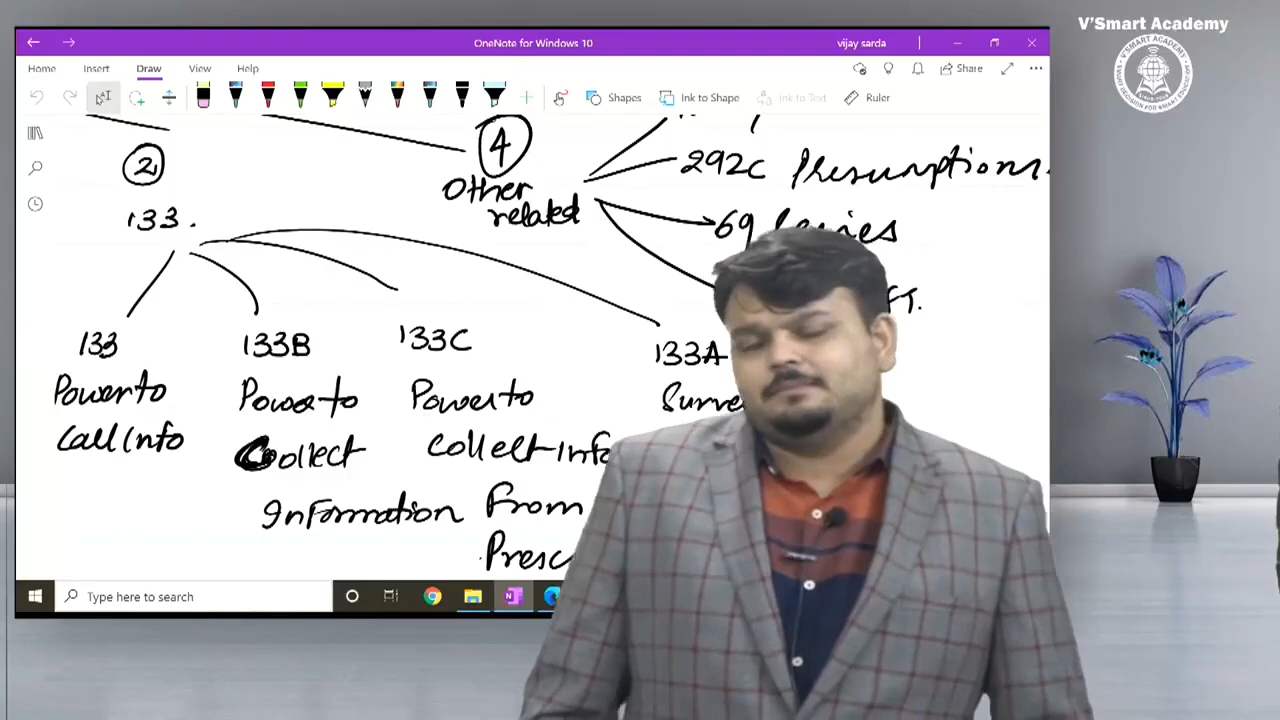 V'Smart Academy
OneNote for Windows 10
vijay sarda
Home Insert Draw View Help
Share
Shapes
Ink to Shape
Ink to Text
Ruler
2
133.
4
Other
related
292C Presumptions.
69
FT.
133
Power to
Call Info
133B
Power to
Collect
Information
133C
Power to
Collect Info
From
133A
Type here to search